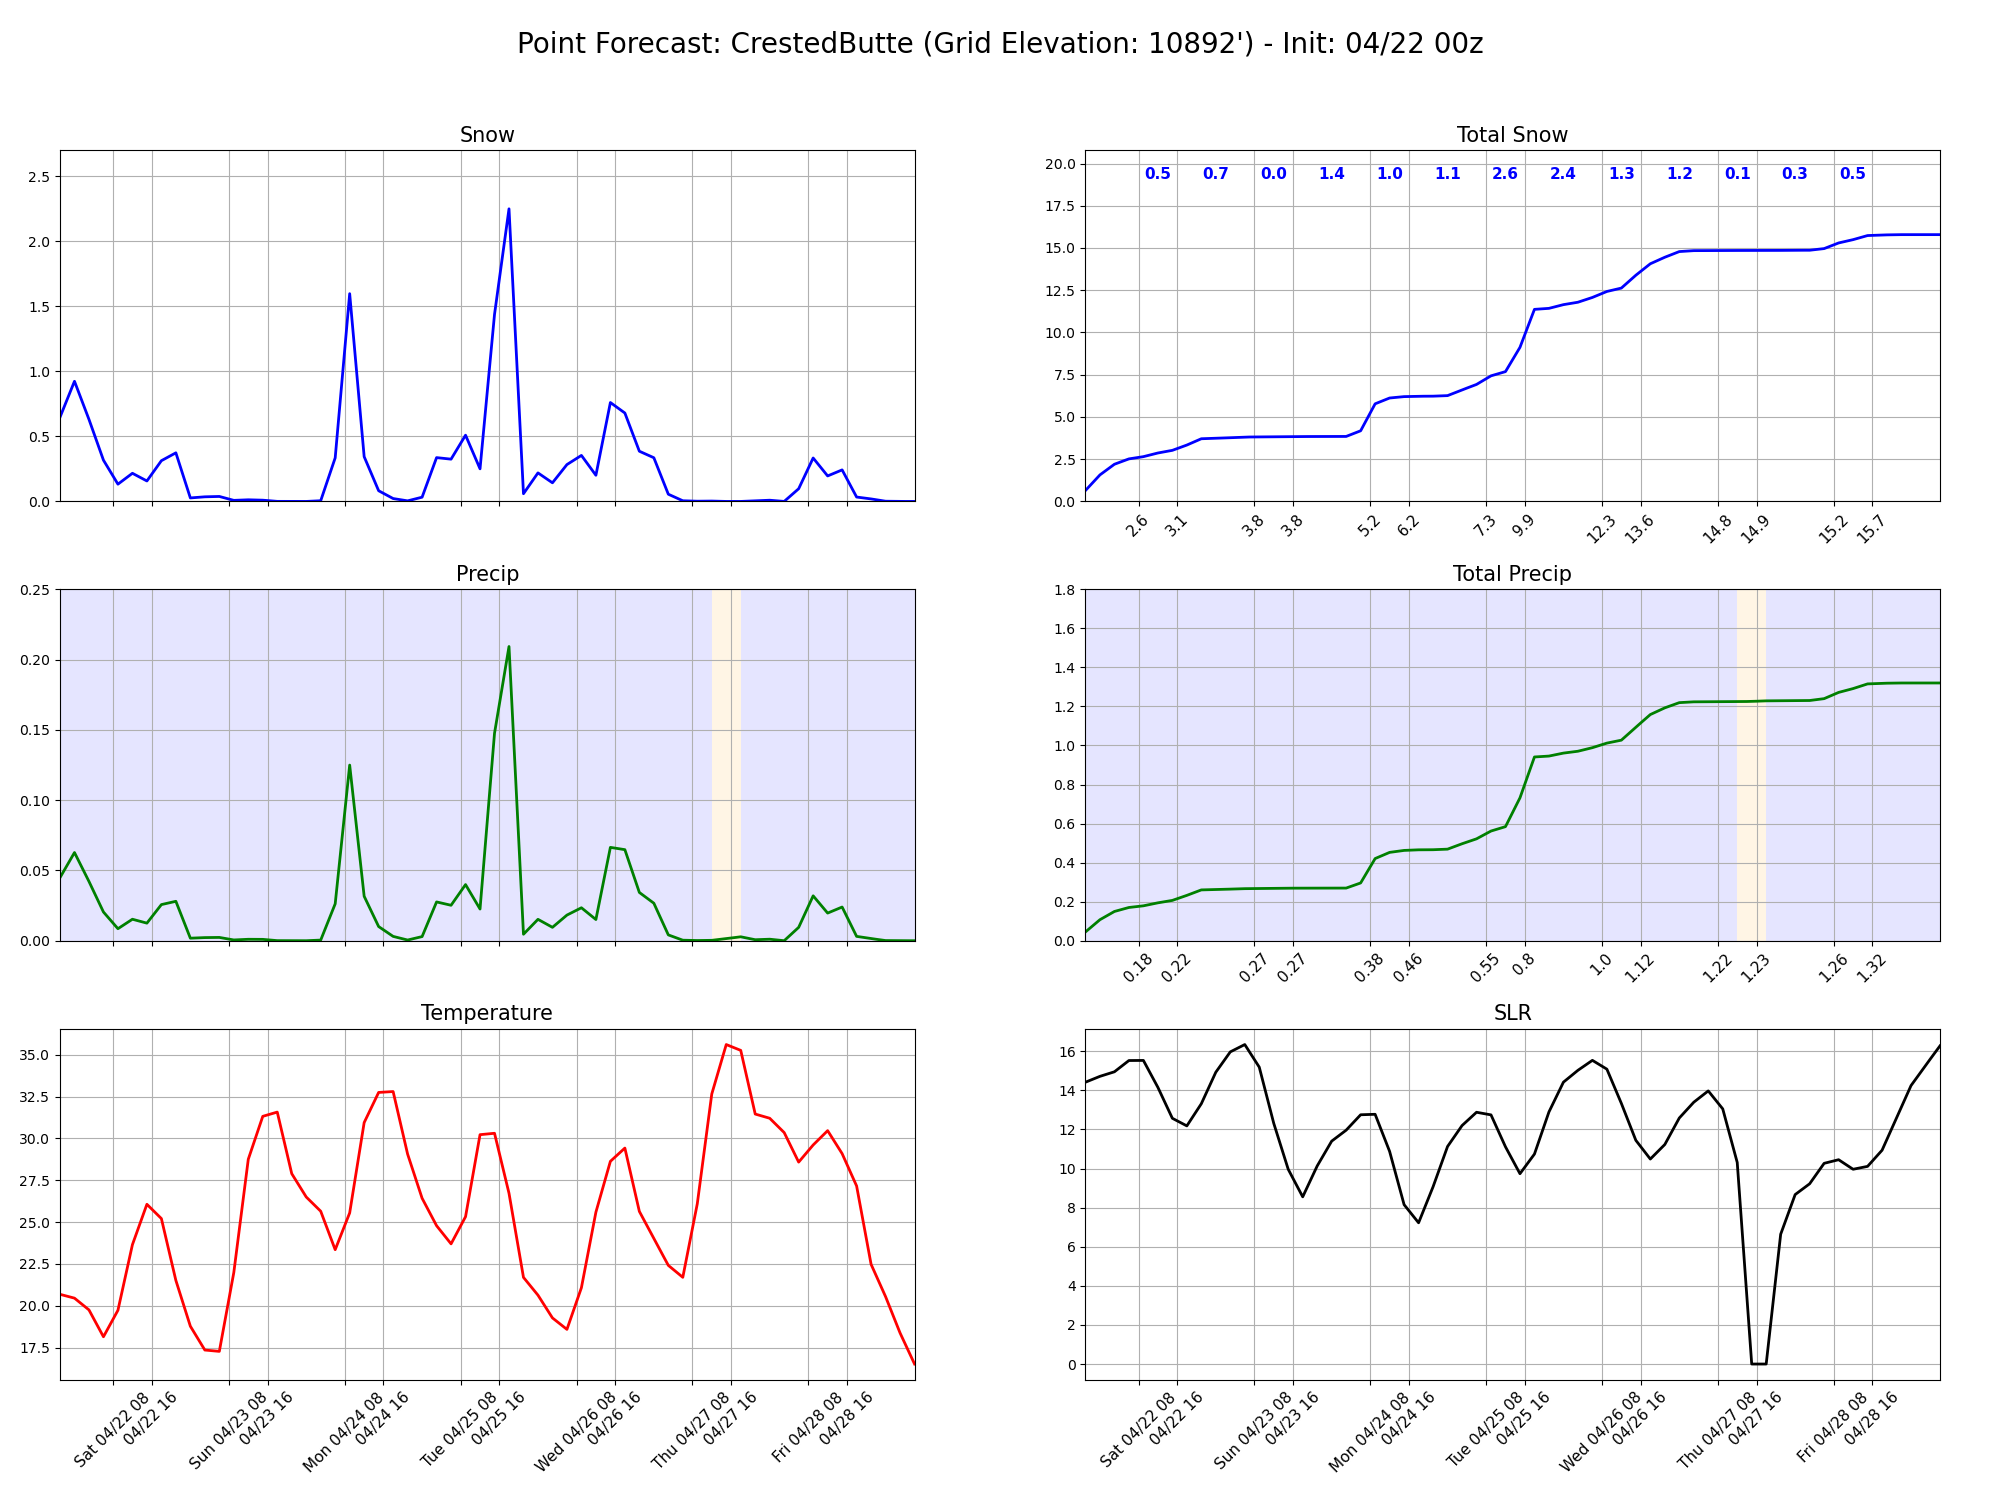 Point Forecast: CrestedButte (Grid Elevation: 10892') - Init: 04/22 00z
Snow
2.5
2.0
1.5
1.0
0.5
0.0
Total Snow
20.0
17.5
15.0
12.5
10.0
7.5
5.0
2.5
0.0
0.5 0.7 0.0 1.4 1.0 1.1 2.6 2.4 1.3 1.2 0.1 0.3 0.5
2.6 3.1 3.8 3.8 5.2 6.2 7.3 9.9 12.3 13.6 14.8 14.9 15.2 15.7
Precip
0.25
0.20
0.15
0.10
0.05
0.00
Total Precip
1.8
1.6
1.4
1.2
1.0
0.8
0.6
0.4
0.2
0.0
0.18 0.22 0.27 0.27 0.38 0.46 0.55 0.8 1.0 1.12 1.22 1.23 1.26 1.32
Temperature
35.0
32.5
30.0
27.5
25.0
22.5
20.0
17.5
Sat 04/22 08
04/22 16
Sun 04/23 08
04/23 16
Mon 04/24 08
04/24 16
Tue 04/25 08
04/25 16
Wed 04/26 08
04/26 16
Thu 04/27 08
04/27 16
Fri 04/28 08
04/28 16
SLR
16
14
12
10
8
6
4
2
0
Sat 04/22 08
04/22 16
Sun 04/23 08
04/23 16
Mon 04/24 08
04/24 16
Tue 04/25 08
04/25 16
Wed 04/26 08
04/26 16
Thu 04/27 08
04/27 16
Fri 04/28 08
04/28 16